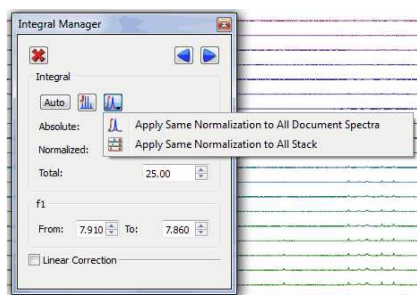 Integral Manager
Integral
Auto
Absolute:
Apply Same Normalization to All Document Spectra
Normalized:
Apply Same Normalization to All Stack
Total: 25.00
f1
From: 7.910 To: 7.860
Linear Correction